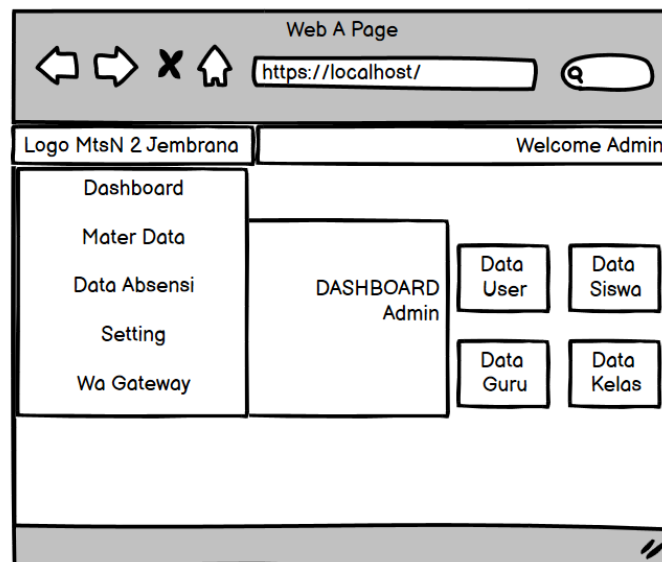 Web A Page
https://localhost/
Logo MtsN 2 Jembrana
Welcome Admin
Dashboard
Mater Data
Data Absensi
Setting
Wa Gateway
DASHBOARD
Admin
Data
User
Data
Siswa
Data
Guru
Data
Kelas